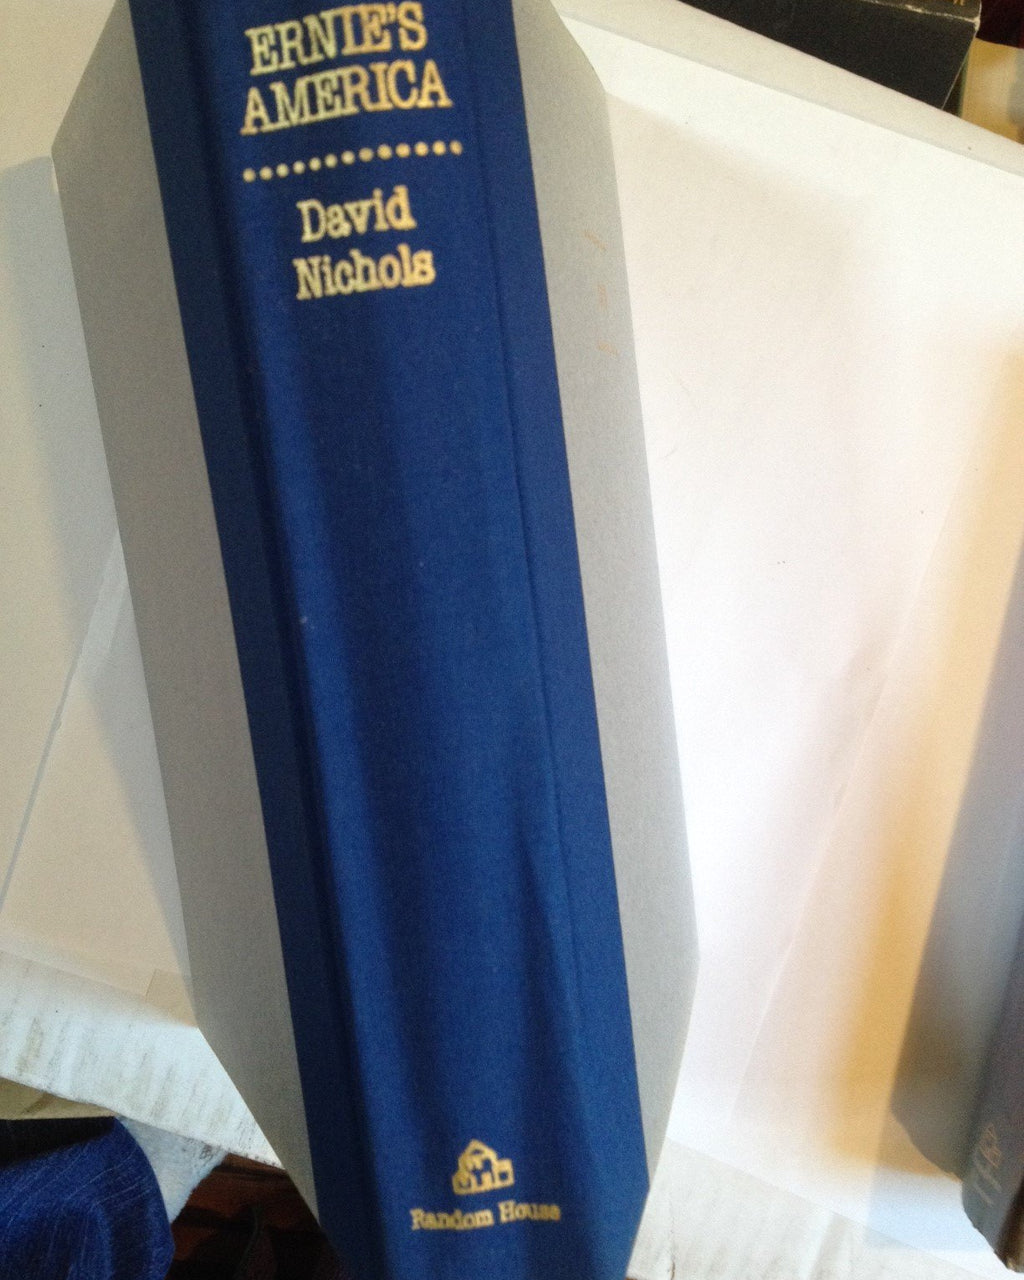 ERNIE'S
AMERICA
David
Nichols
Random House